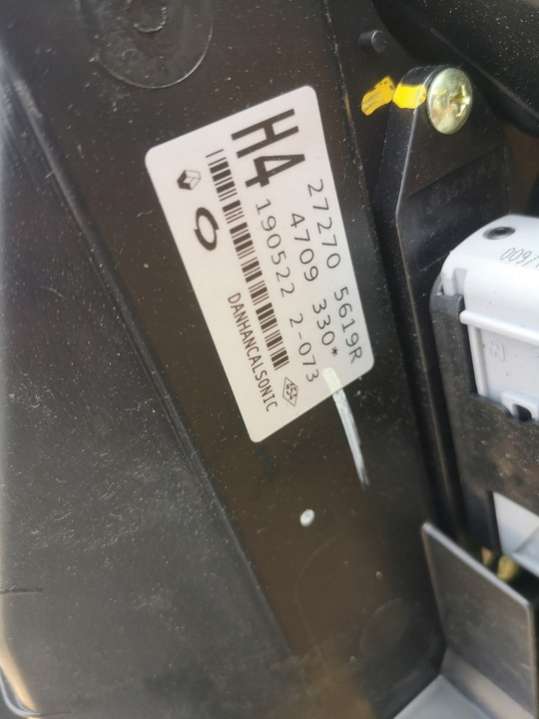 H4
27270 5619R
4709 330*
190522 2-073
DANHANCALSONIC